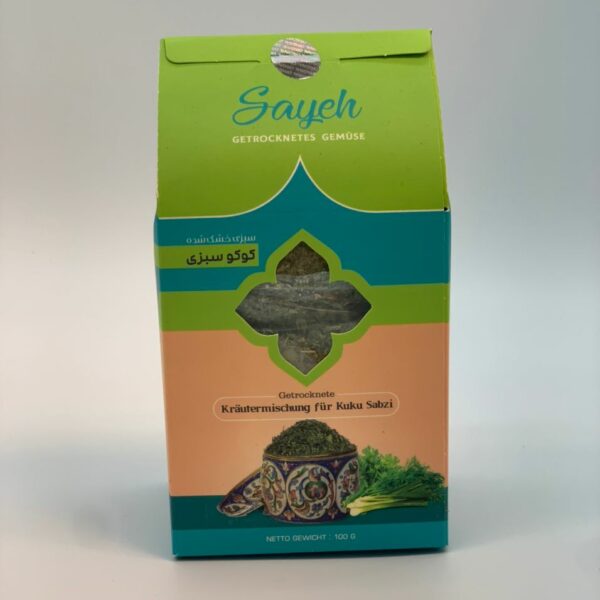 Sayeh
GETROCKNETES GEMÜSE
سبزی خشک شده
کوکو سبزی
Getrocknete
Kräutermischung für Kuku Sabzi
NETTO GEWICHT : 100 G